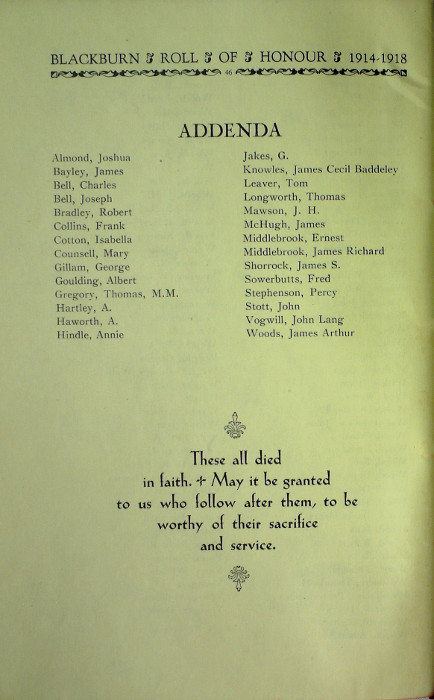 BLACKBURN ROLL OF HONOUR 1914-1918
46
ADDENDA
Almond, Joshua
Bayley, James
Bell, Charles
Bell, Joseph
Bradley, Robert
Collins, Frank
Cotton, Isabella
Counsell, Mary
Gillam, George
Goulding, Albert
Gregory, Thomas, M.M.
Hartley, A.
Haworth, A.
Hindle, Annie
Jakes, G.
Knowles, James Cecil Baddeley
Leaver, Tom
Longworth, Thomas
Mawson, J. H.
McHugh, James
Middlebrook, Ernest
Middlebrook, James Richard
Shorrock, James S.
Sowerbutts, Fred
Stephenson, Percy
Stott, John
Vogwill, John Lang
Woods, James Arthur
These all died
in faith. ✢ May it be granted
to us who follow after them, to be
worthy of their sacrifice
and service.